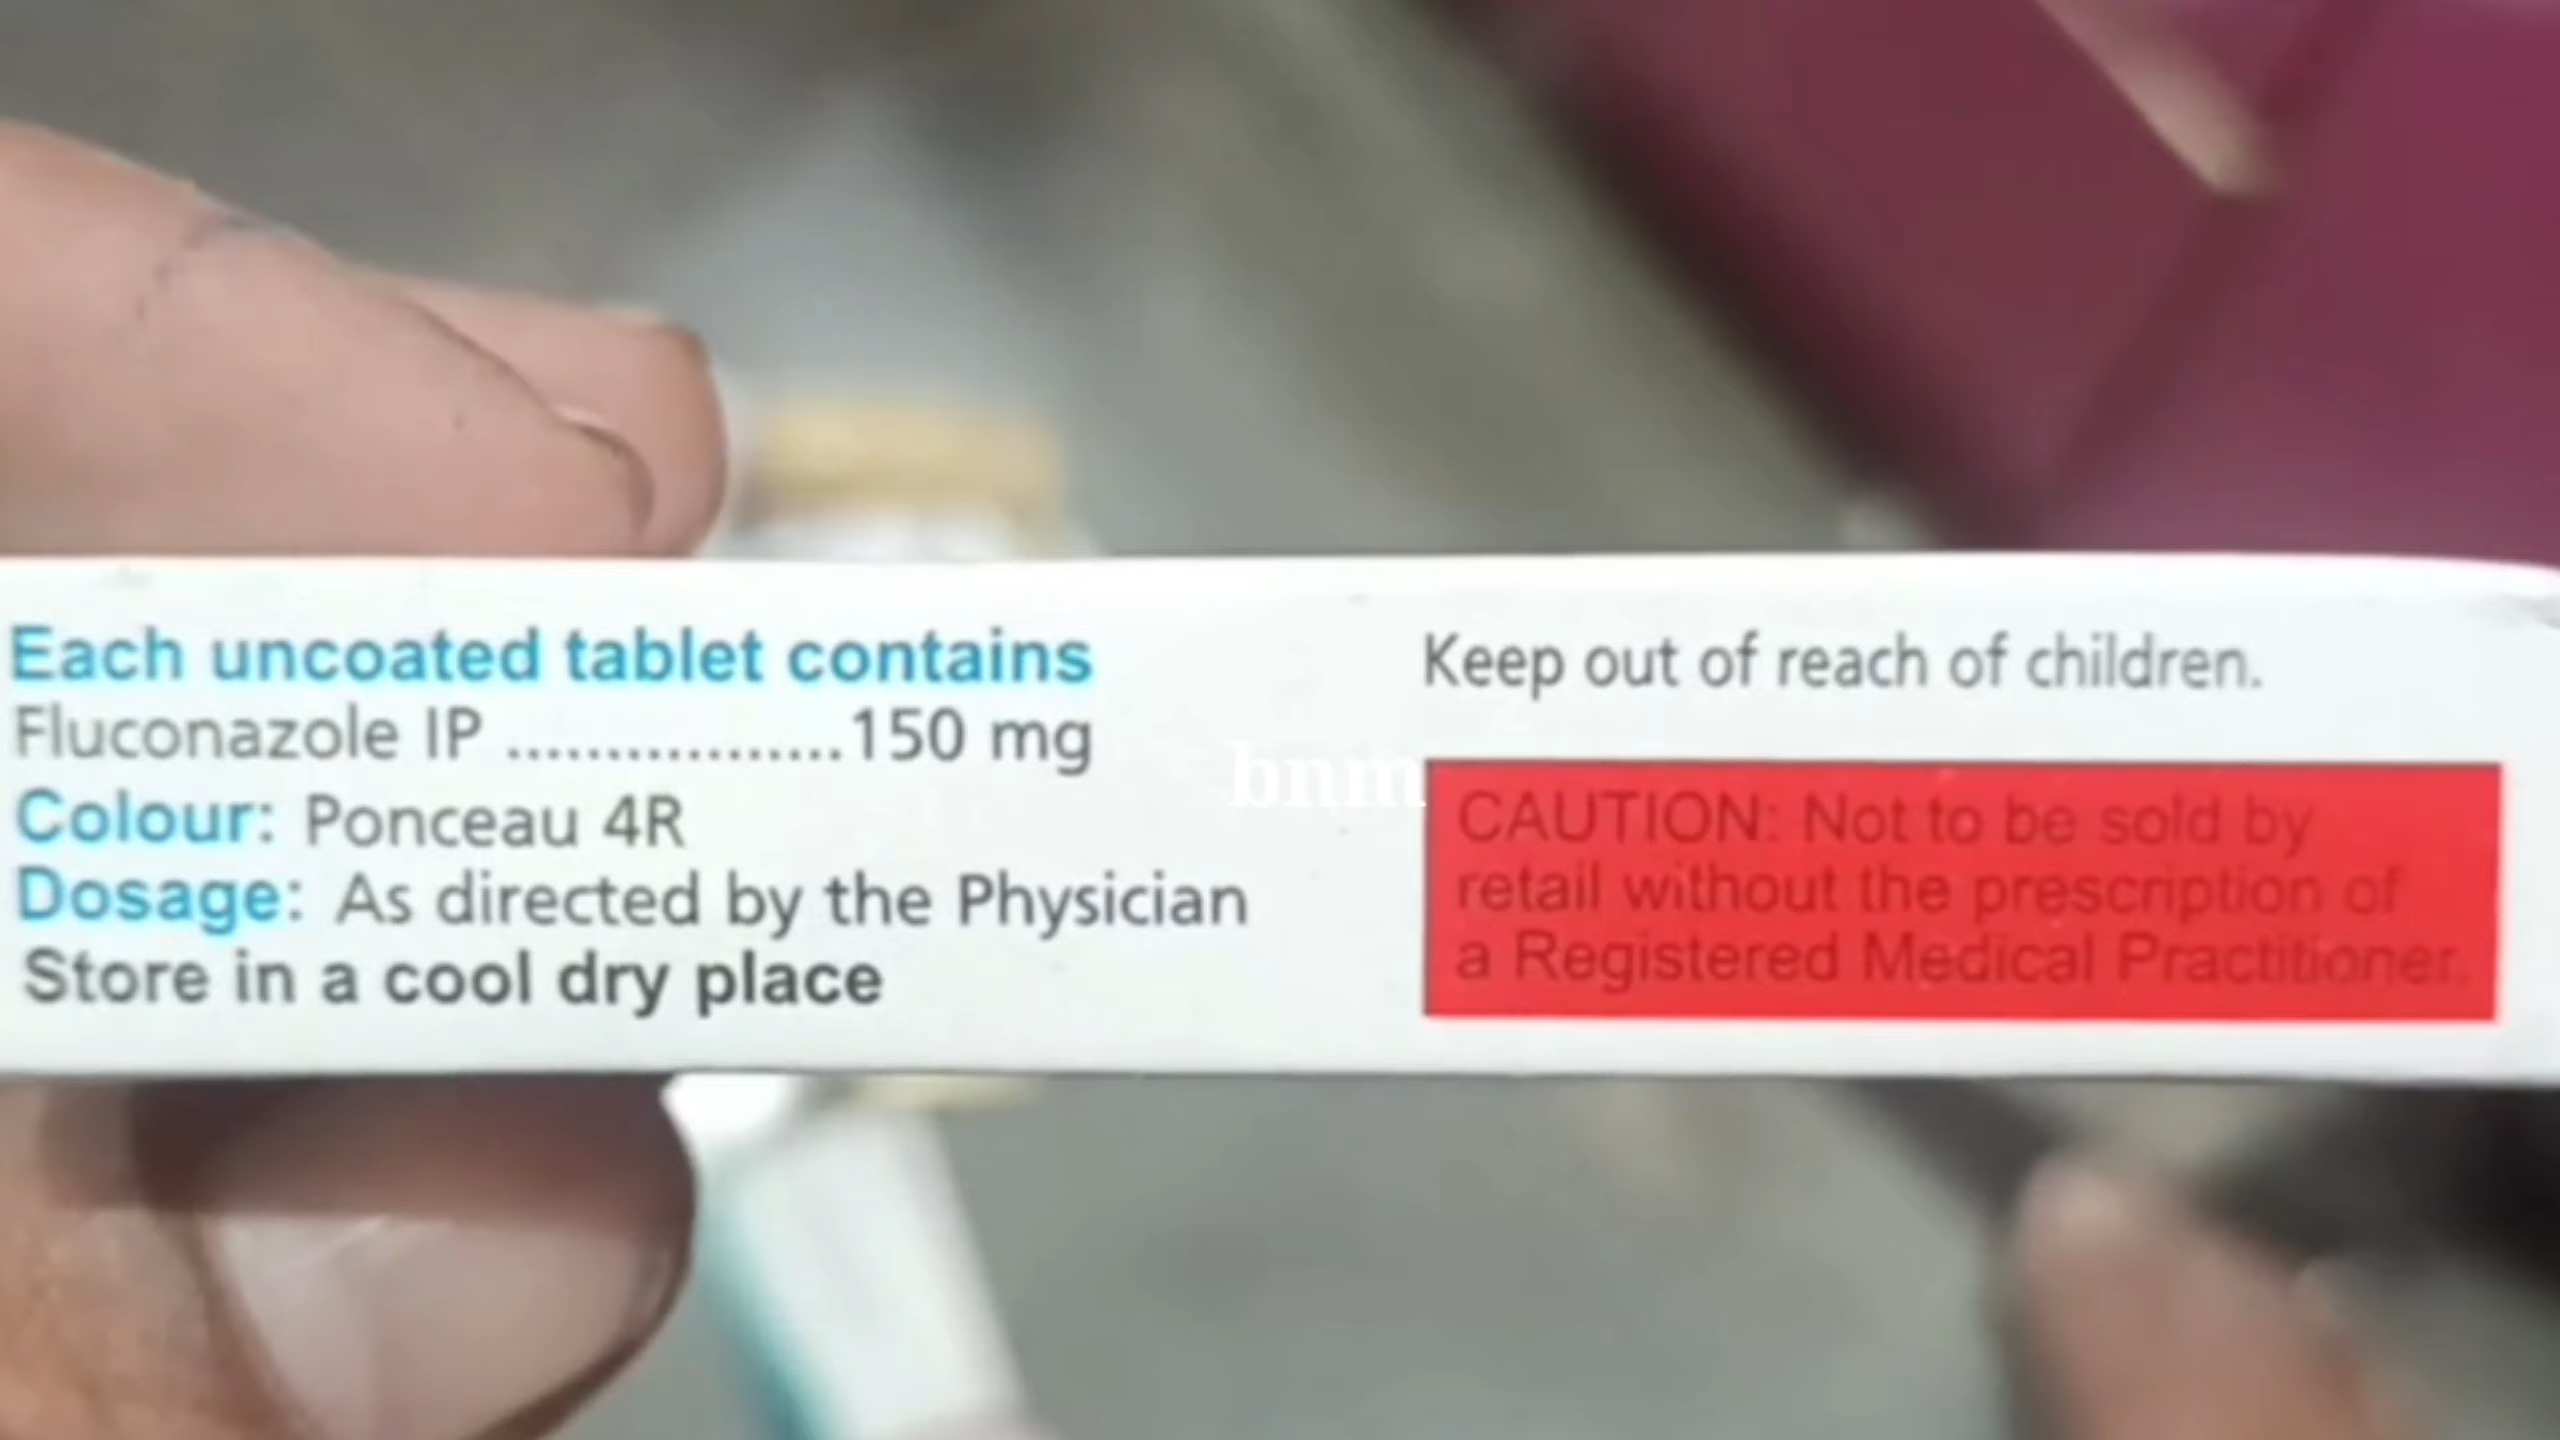 Each uncoated tablet contains
Fluconazole IP .................150 mg
Colour: Ponceau 4R
Dosage: As directed by the Physician
Store in a cool dry place
Keep out of reach of children.
bnm
CAUTION: Not to be sold by
retail without the prescription of
a Registered Medical Practitioner.